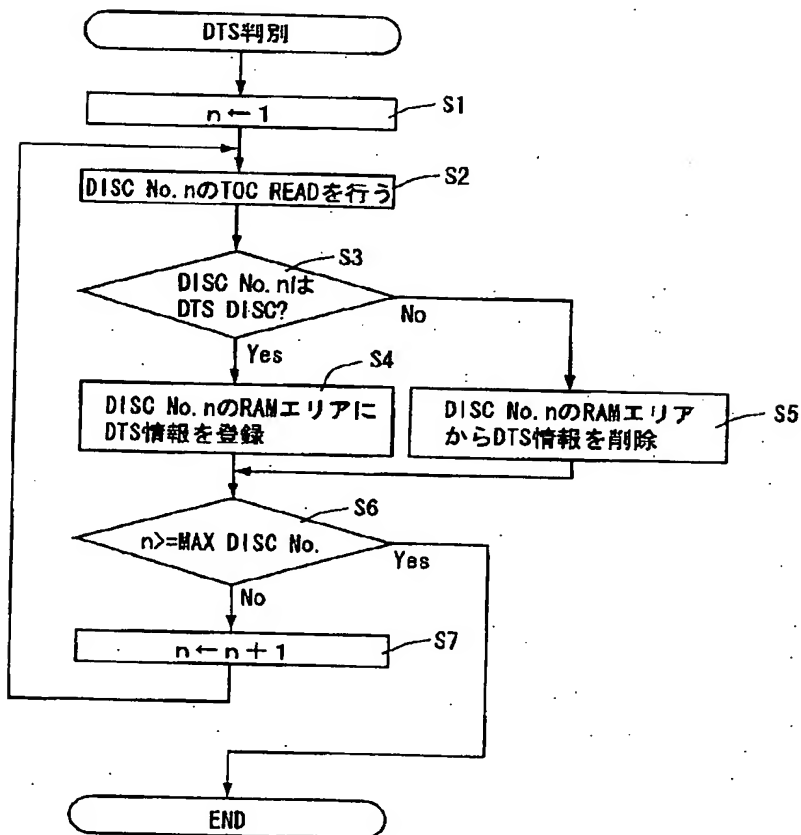 DTS判別
n←1
S1
DISC No.nのTOC READを行う
S2
S3
DISC No.nは
DTS DISC?
No
Yes
S4
DISC No.nのRAMエリアに
DTS情報を登録
DISC No.nのRAMエリア
からDTS情報を削除
S5
S6
n>=MAX DISC No.
Yes
No
n←n+1
S7
END